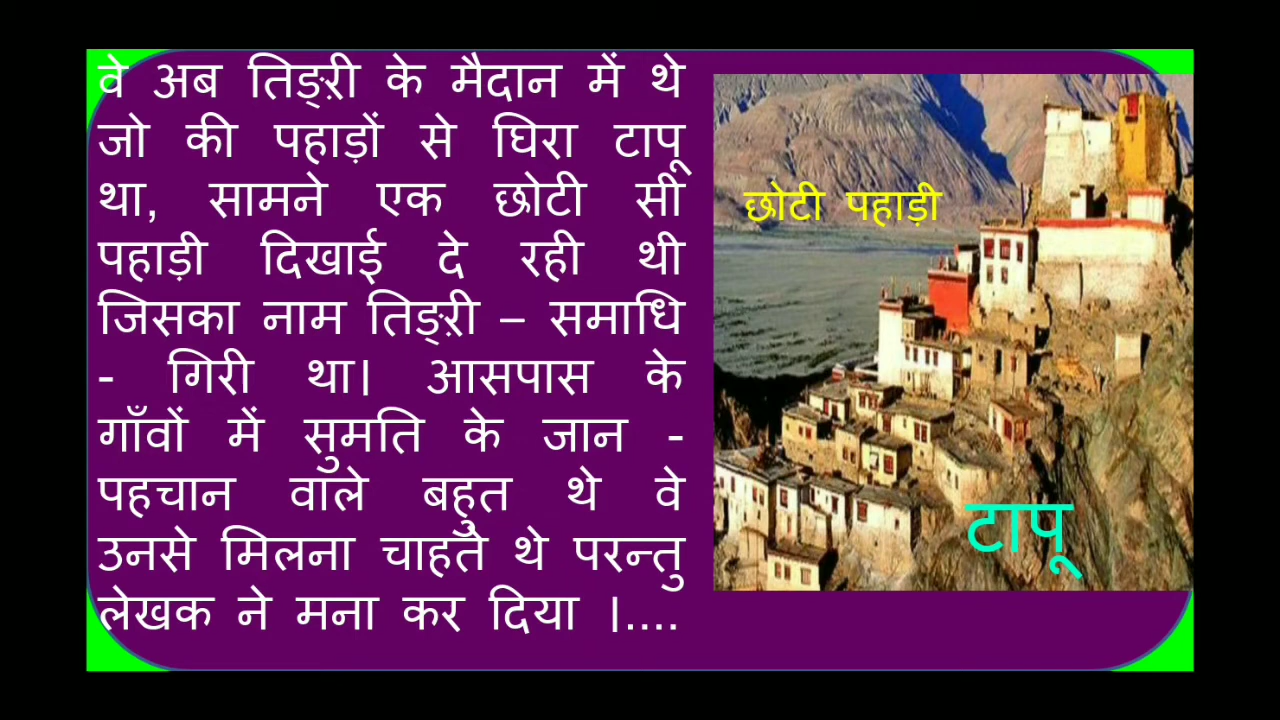 वे अब तिङ्ऱी के मैदान में थे
जो की पहाड़ों से घिरा टापू
था, सामने एक छोटी सी
पहाड़ी दिखाई दे रही थी
जिसका नाम तिङ्ऱी – समाधि
- गिरी था। आसपास के
गाँवों में सुमति के जान -
पहचान वाले बहुत थे वे
उनसे मिलना चाहते थे परन्तु
लेखक ने मना कर दिया ।....
छोटी पहाड़ी
टापू